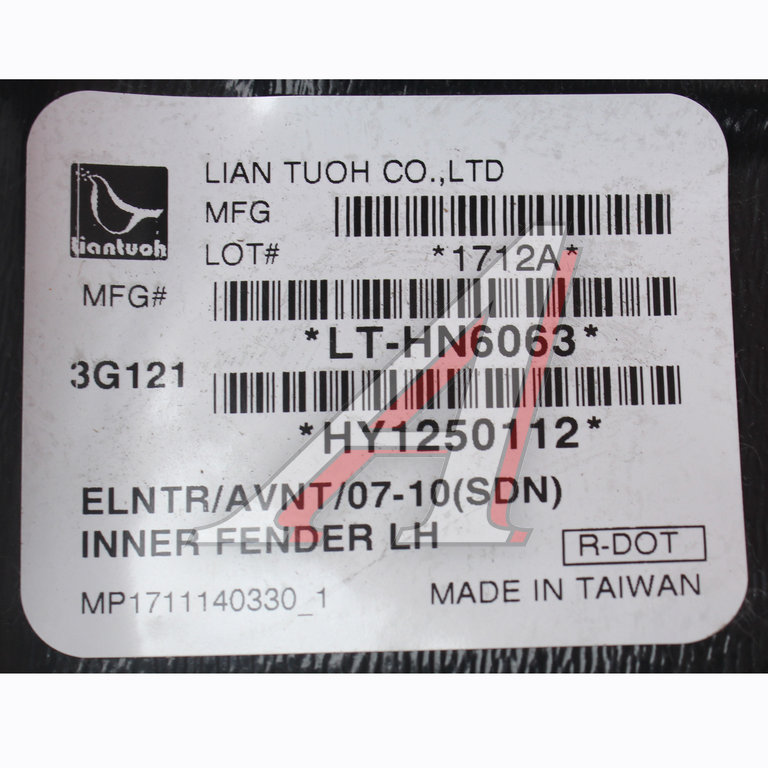 LIAN TUOH CO.,LTD
liantuoh
MFG
LOT#
*1712A*
MFG#
*LT-HN6063*
3G121
*HY1250112*
ELNTR/AVNT/07-10(SDN)
INNER FENDER LH
R-DOT
MP1711140330_1
MADE IN TAIWAN